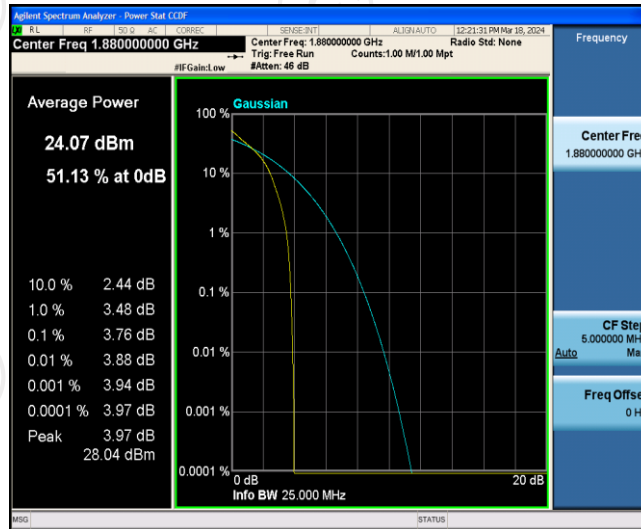 Agilent Spectrum Analyzer - Power Stat CCDF
RL RF 50 Ω AC CORREC SENSE:INT ALIGNAUTO 12:21:31 PM Mar 18, 2024
Center Freq 1.880000000 GHz
Center Freq: 1.880000000 GHz Radio Std: None
Trig: Free Run Counts:1.00 M/1.00 Mpt
#IFGain:Low #Atten: 46 dB
Frequency
Average Power
24.07 dBm
51.13 % at 0dB
10.0 % 2.44 dB
1.0 % 3.48 dB
0.1 % 3.76 dB
0.01 % 3.88 dB
0.001 % 3.94 dB
0.0001 % 3.97 dB
Peak 3.97 dB
28.04 dBm
Gaussian
100 %
10 %
1 %
0.1 %
0.01 %
0.001 %
0.0001 %
0 dB 20 dB
Info BW 25.000 MHz
Center Fre
1.880000000 GH
CF Step
5.000000 MH
Auto Ma
Freq Offse
0 H
MSG STATUS